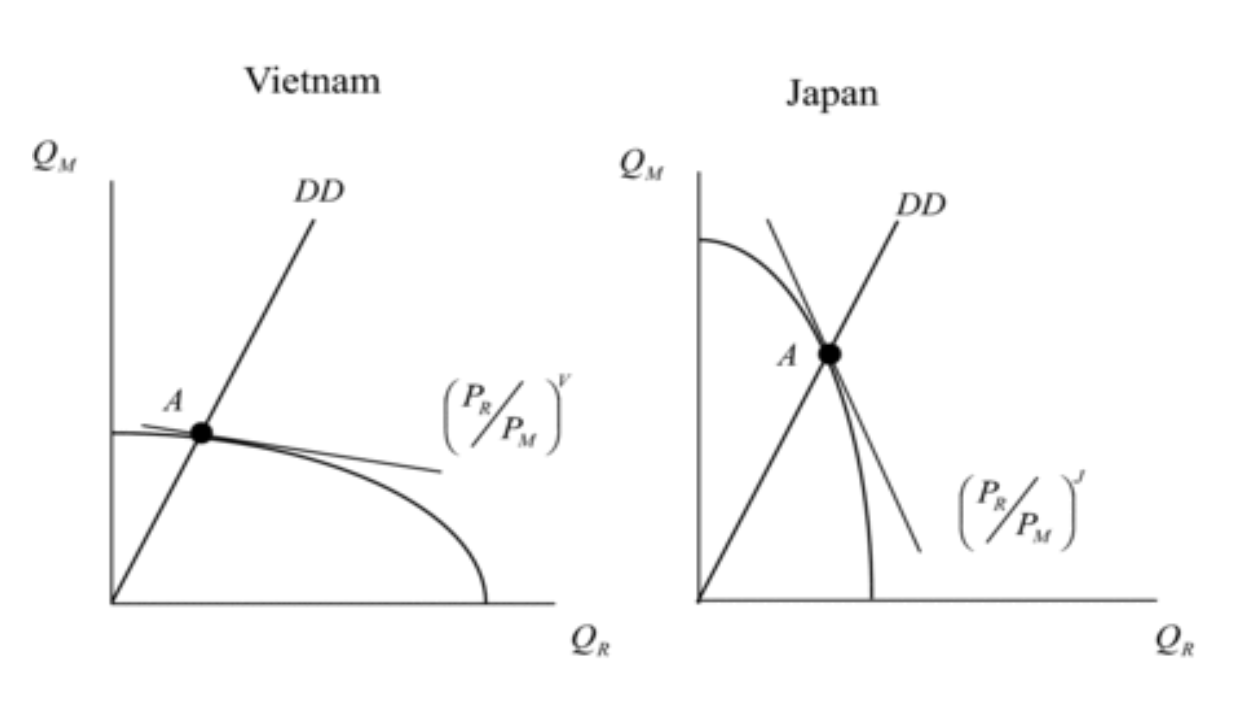 Vietnam
Q_M
DD
A
(P_R/P_M)^V
Q_R
Japan
Q_M
DD
A
(P_R/P_M)^J
Q_R